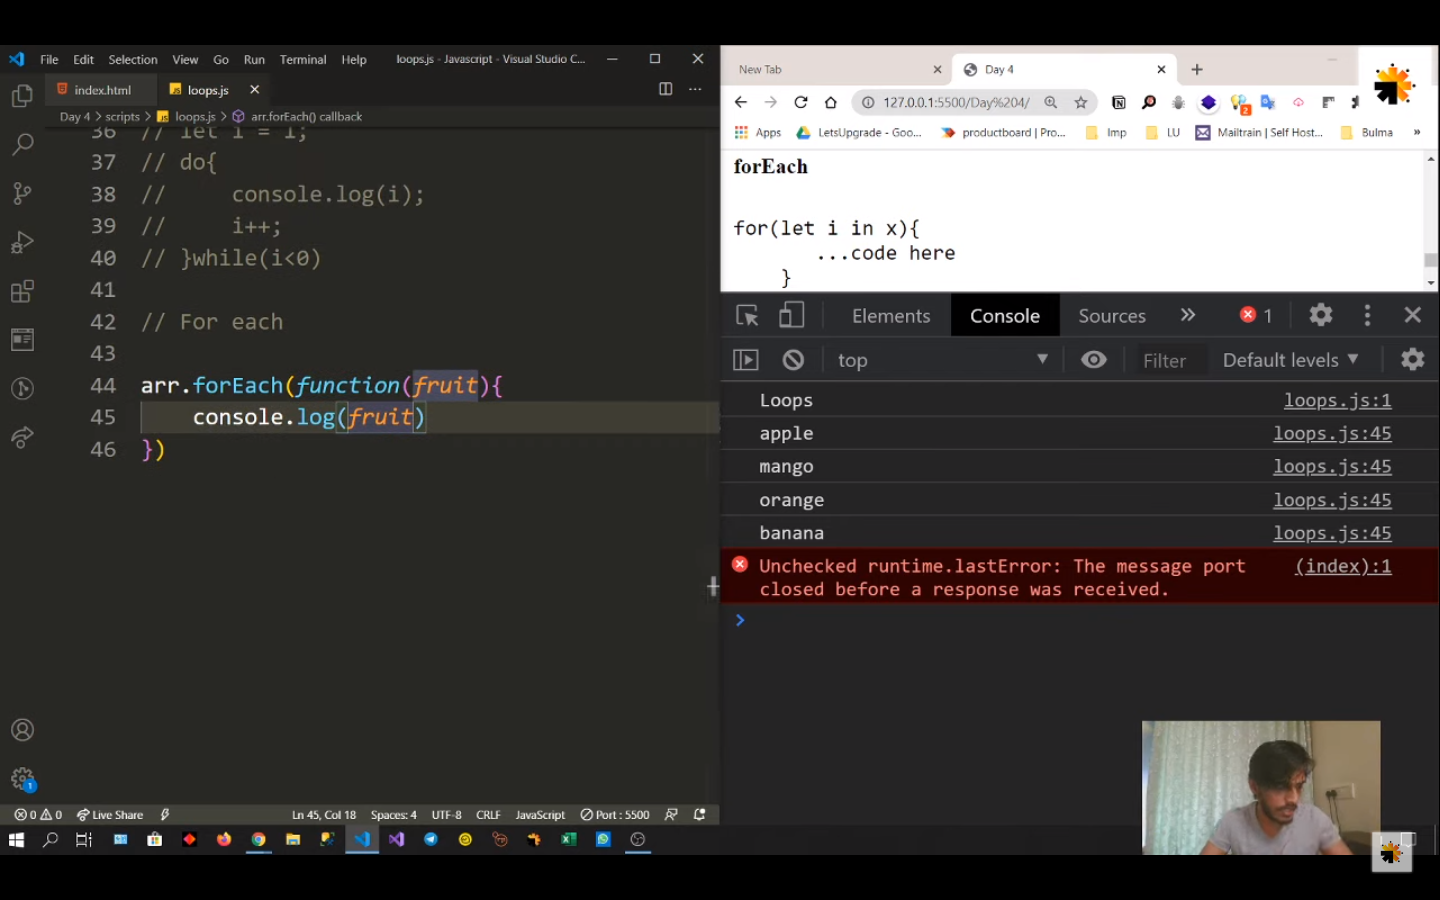 File Edit Selection View Go Run Terminal Help loops.js - Javascript - Visual Studio C...
index.html loops.js
Day 4 > scripts > loops.js > arr.forEach() callback
36 // let i = 1;
37 // do{
38 // console.log(i);
39 // i++;
40 // }while(i<0)
41
42 // For each
43
44 arr.forEach(function(fruit){
45 console.log(fruit)
46 })
1
0 0 Live Share Ln 45, Col 18 Spaces: 4 UTF-8 CRLF JavaScript Port : 5500
New Tab Day 4
127.0.0.1:5500/Day%204/ 2
Apps LetsUpgrade - Goo... productboard | Pro... Imp LU Mailtrain | Self Host... Bulma »
forEach
for(let i in x){
...code here
}
Elements Console Sources » 1
top Filter Default levels ▼
Loops loops.js:1
apple loops.js:45
mango loops.js:45
orange loops.js:45
banana loops.js:45
Unchecked runtime.lastError: The message port (index):1
closed before a response was received.